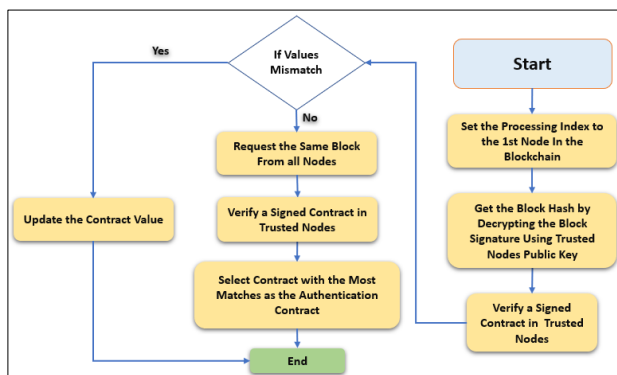 Start
Set the Processing Index to
the 1st Node In the
Blockchain
Get the Block Hash by
Decrypting the Block
Signature Using Trusted
Nodes Public Key
Verify a Signed
Contract in Trusted
Nodes
If Values
Mismatch
Yes
No
Update the Contract Value
Request the Same Block
From all Nodes
Verify a Signed Contract in
Trusted Nodes
Select Contract with the Most
Matches as the Authentication
Contract
End